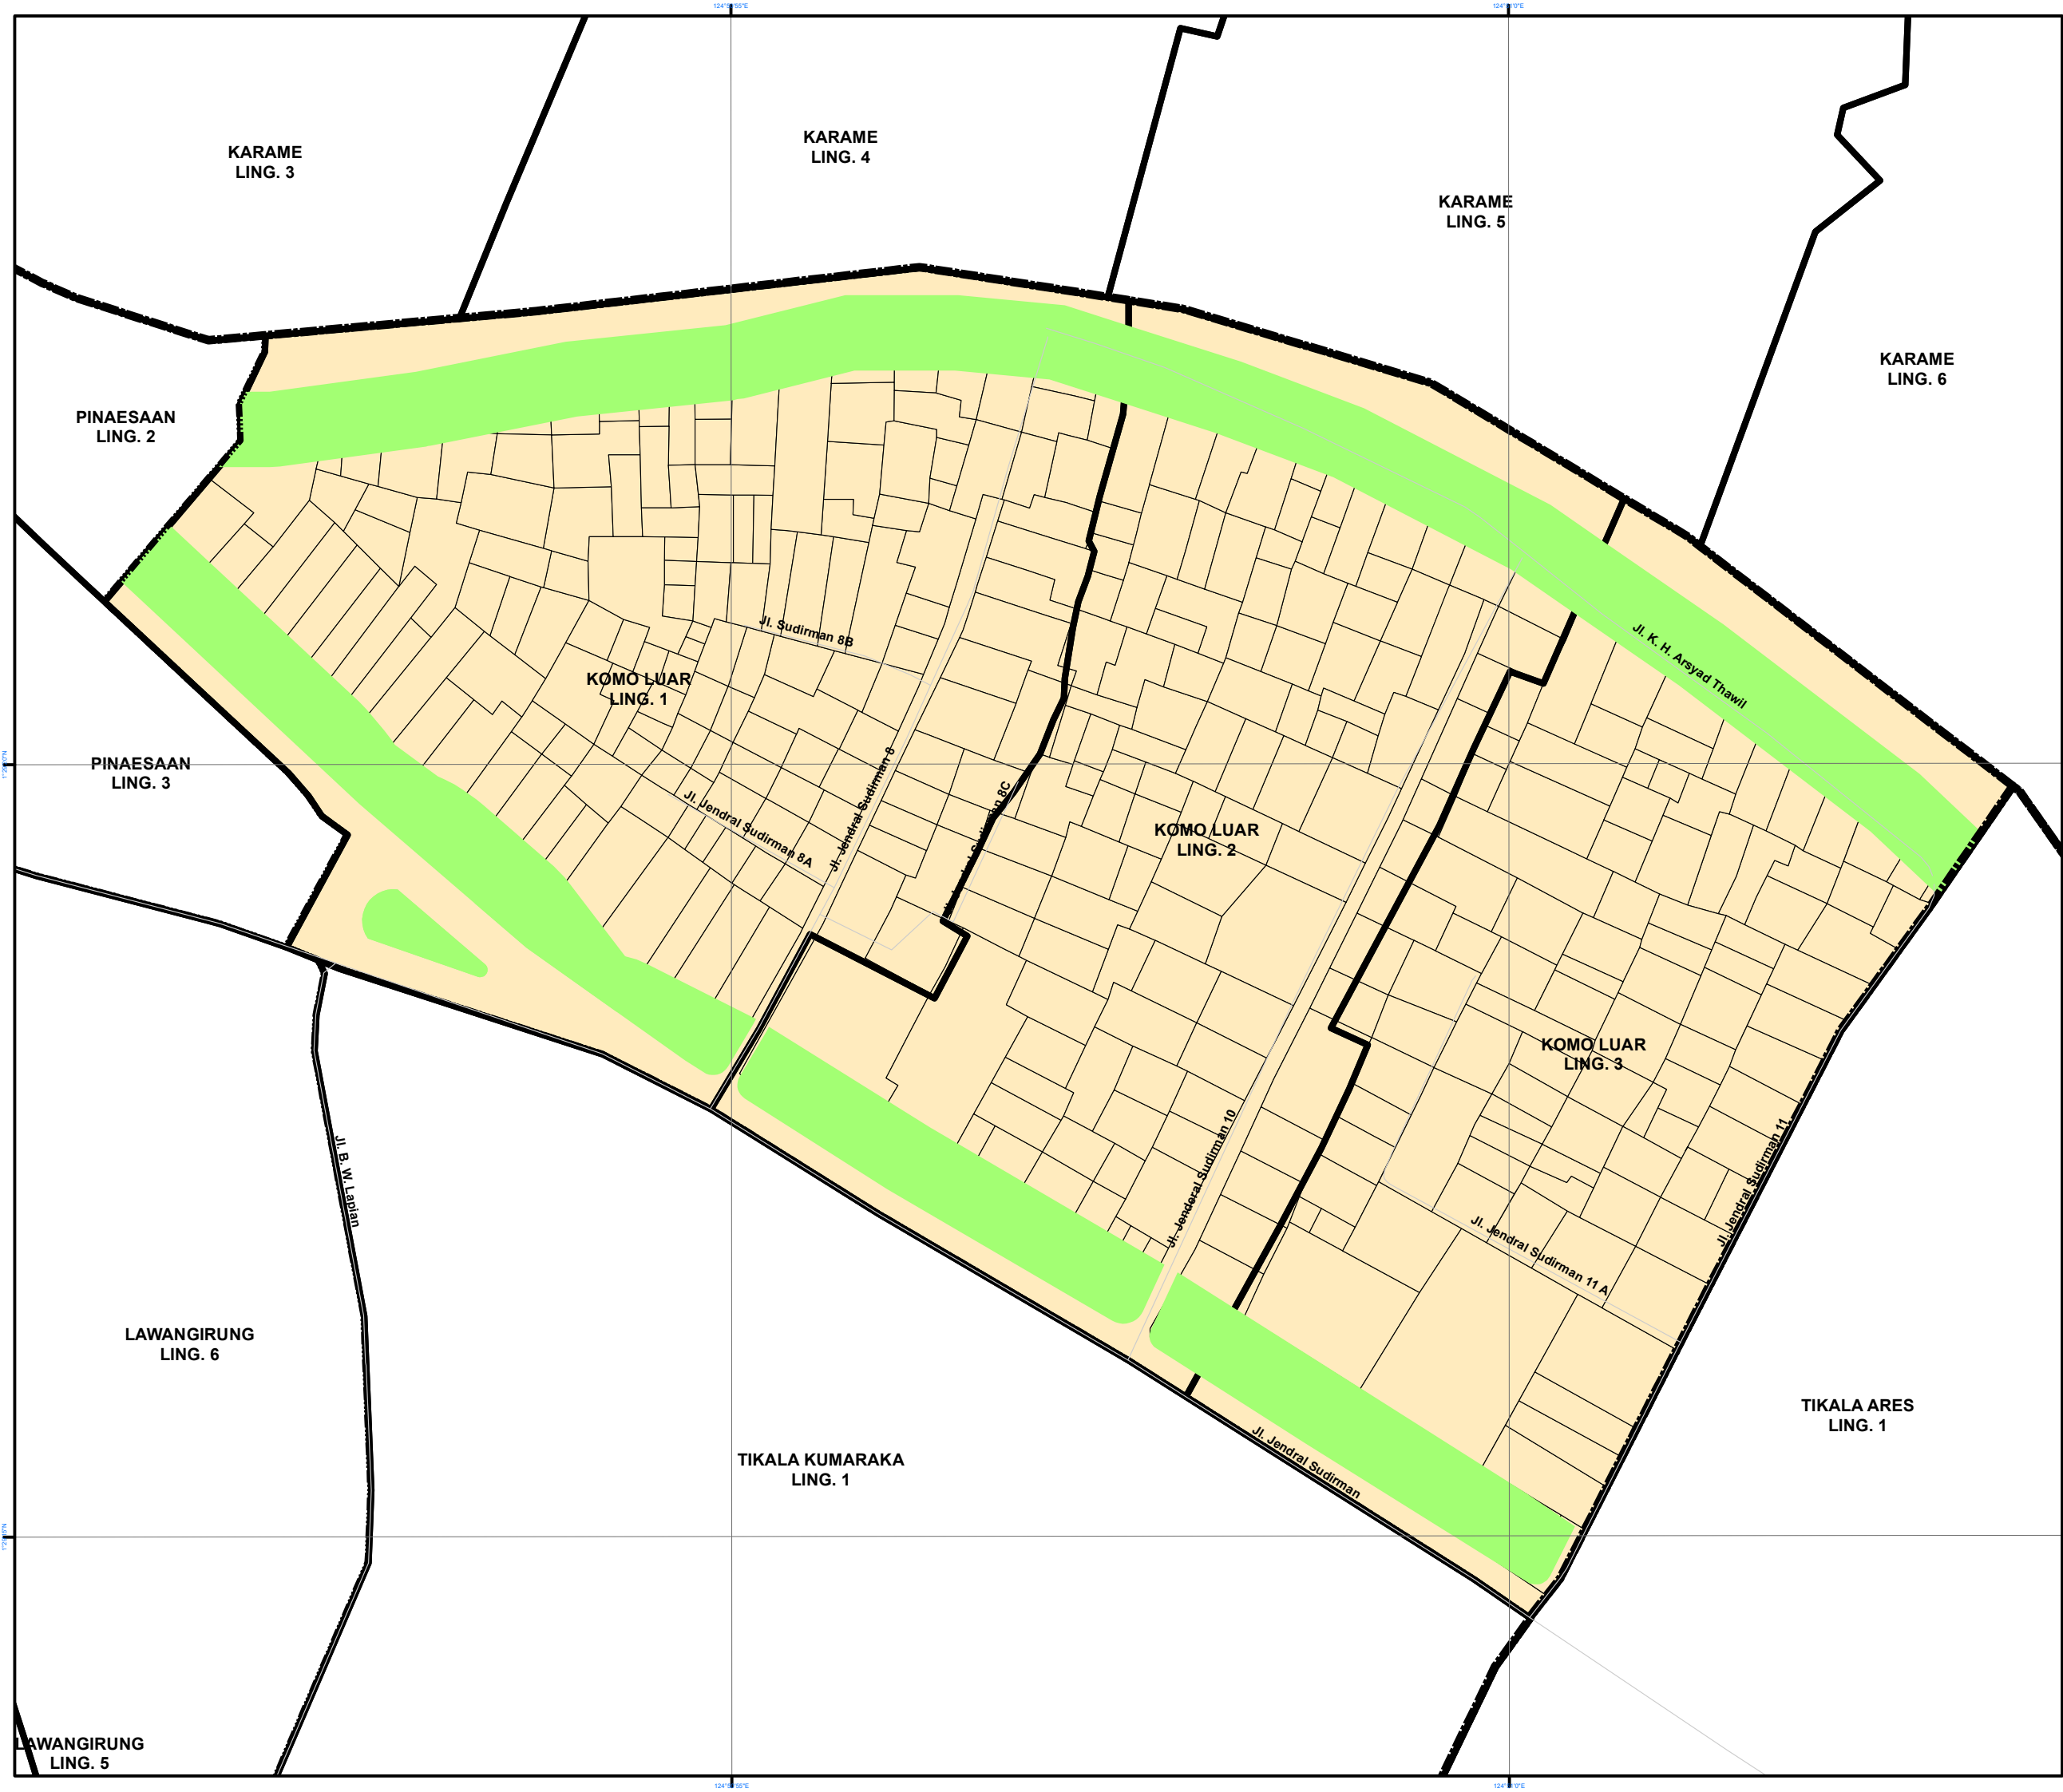 KARAME
LING. 3
KARAME
LING. 4
KARAME
LING. 5
KARAME
LING. 6
PINAESAAN
LING. 2
Jl. Sudirman 8B
Jl. K. H. Arsyad Thawil
KOMO LUAR
LING. 1
PINAESAAN
LING. 3
Jl. Jendral Sudirman 8
Jl. Jendral Sudirman 8A
8C
KOMO LUAR
LING. 2
KOMO LUAR
LING. 3
Jl. B. W. Lapian
Jl. Jenderal Sudirman 10
Jl. Jendral Sudirman 11
Jl. Jendral Sudirman 11 A
LAWANGIRUNG
LING. 6
TIKALA ARES
LING. 1
TIKALA KUMARAKA
LING. 1
Jl. Jendral Sudirman
LAWANGIRUNG
LING. 5